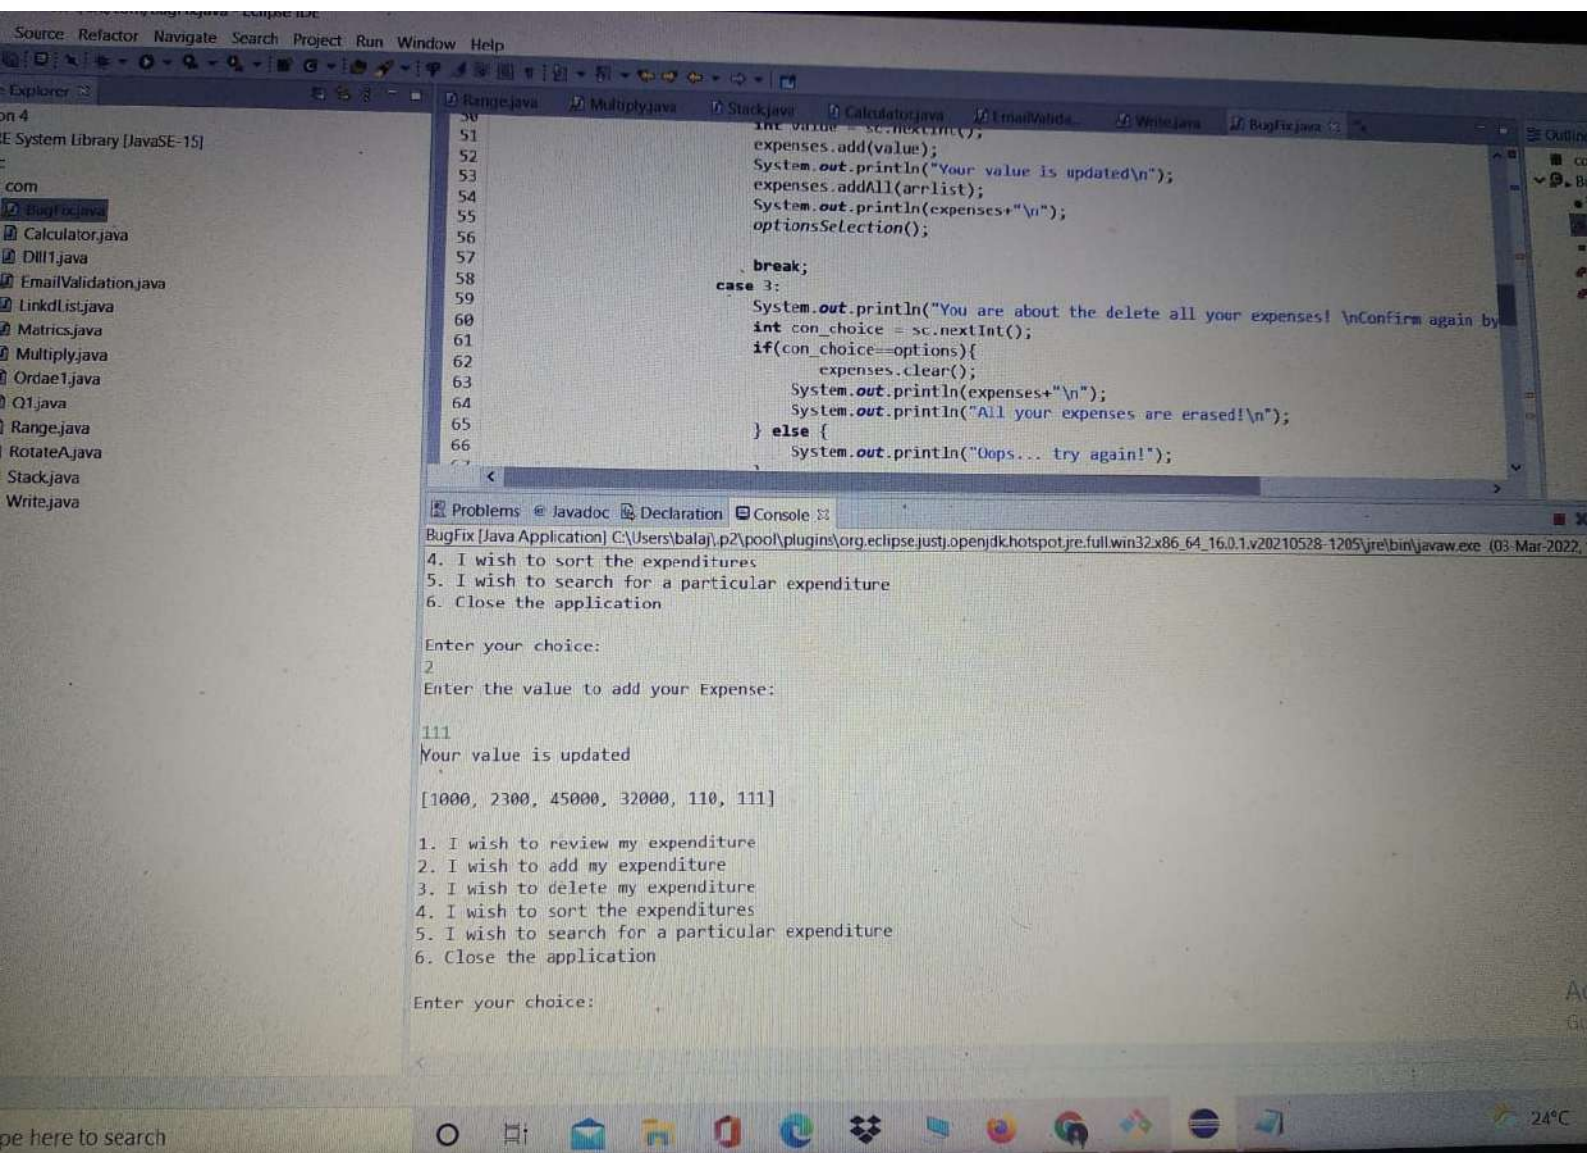 Source Refactor Navigate Search Project Run Window Help
Explorer
on 4
E System Library [JavaSE-15]
com
BugFix.java
Calculator.java
Dlll1.java
EmailValidation.java
LinkdList.java
Matrics.java
Multiply.java
Ordae1.java
Q1.java
Range.java
RotateA.java
Stack.java
Write.java
Range.java Multiply.java Stack.java Calculator.java EmailValida... Write.java BugFix.java Outline
50 int value = sc.nextInt();
51 expenses.add(value);
52 System.out.println("Your value is updated\n");
53 expenses.addAll(arrlist);
54 System.out.println(expenses+"\n");
55 optionsSelection();
56
57 break;
58 case 3:
59 System.out.println("You are about the delete all your expenses! \nConfirm again by
60 int con_choice = sc.nextInt();
61 if(con_choice==options){
62 expenses.clear();
63 System.out.println(expenses+"\n");
64 System.out.println("All your expenses are erased!\n");
65 } else {
66 System.out.println("Oops... try again!");
Problems @ Javadoc Declaration Console
BugFix [Java Application] C:\Users\balaj\.p2\pool\plugins\org.eclipse.justj.openjdk.hotspot.jre.full.win32.x86_64_16.0.1.v20210528-1205\jre\bin\javaw.exe (03-Mar-2022,
4. I wish to sort the expenditures
5. I wish to search for a particular expenditure
6. Close the application
Enter your choice:
2
Enter the value to add your Expense:
111
Your value is updated
[1000, 2300, 45000, 32000, 110, 111]
1. I wish to review my expenditure
2. I wish to add my expenditure
3. I wish to delete my expenditure
4. I wish to sort the expenditures
5. I wish to search for a particular expenditure
6. Close the application
Enter your choice:
pe here to search
24°C